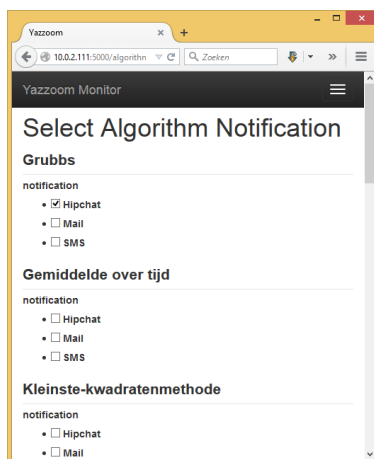 Yazzoom
10.0.2.111:5000/algorithn
Zoeken
Yazzoom Monitor
Select Algorithm Notification
Grubbs
notification
Hipchat
Mail
SMS
Gemiddelde over tijd
notification
Hipchat
Mail
SMS
Kleinste-kwadratenmethode
notification
Hipchat
Mail